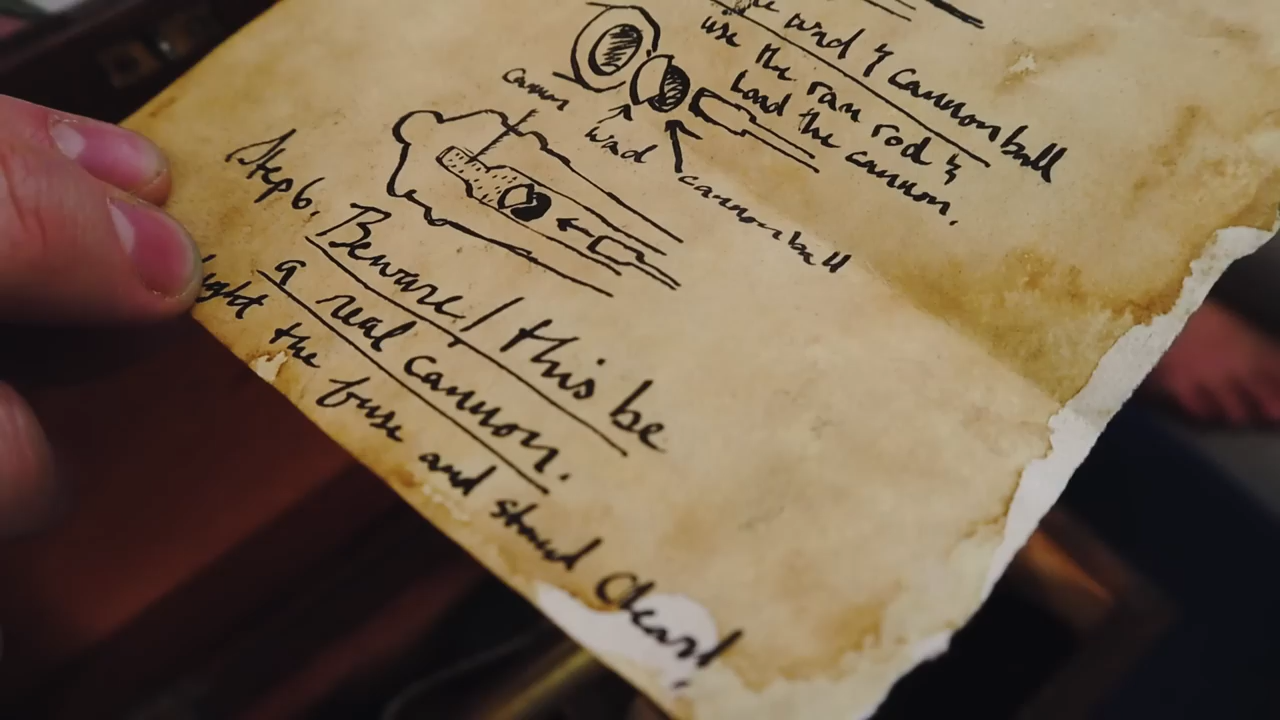 wad & cannonball
use the ram rod &
load the cannon.
wad
cannonball
cannon
Step 6.
Beware! this be
a real cannon.
light the fuse and stand Clear!